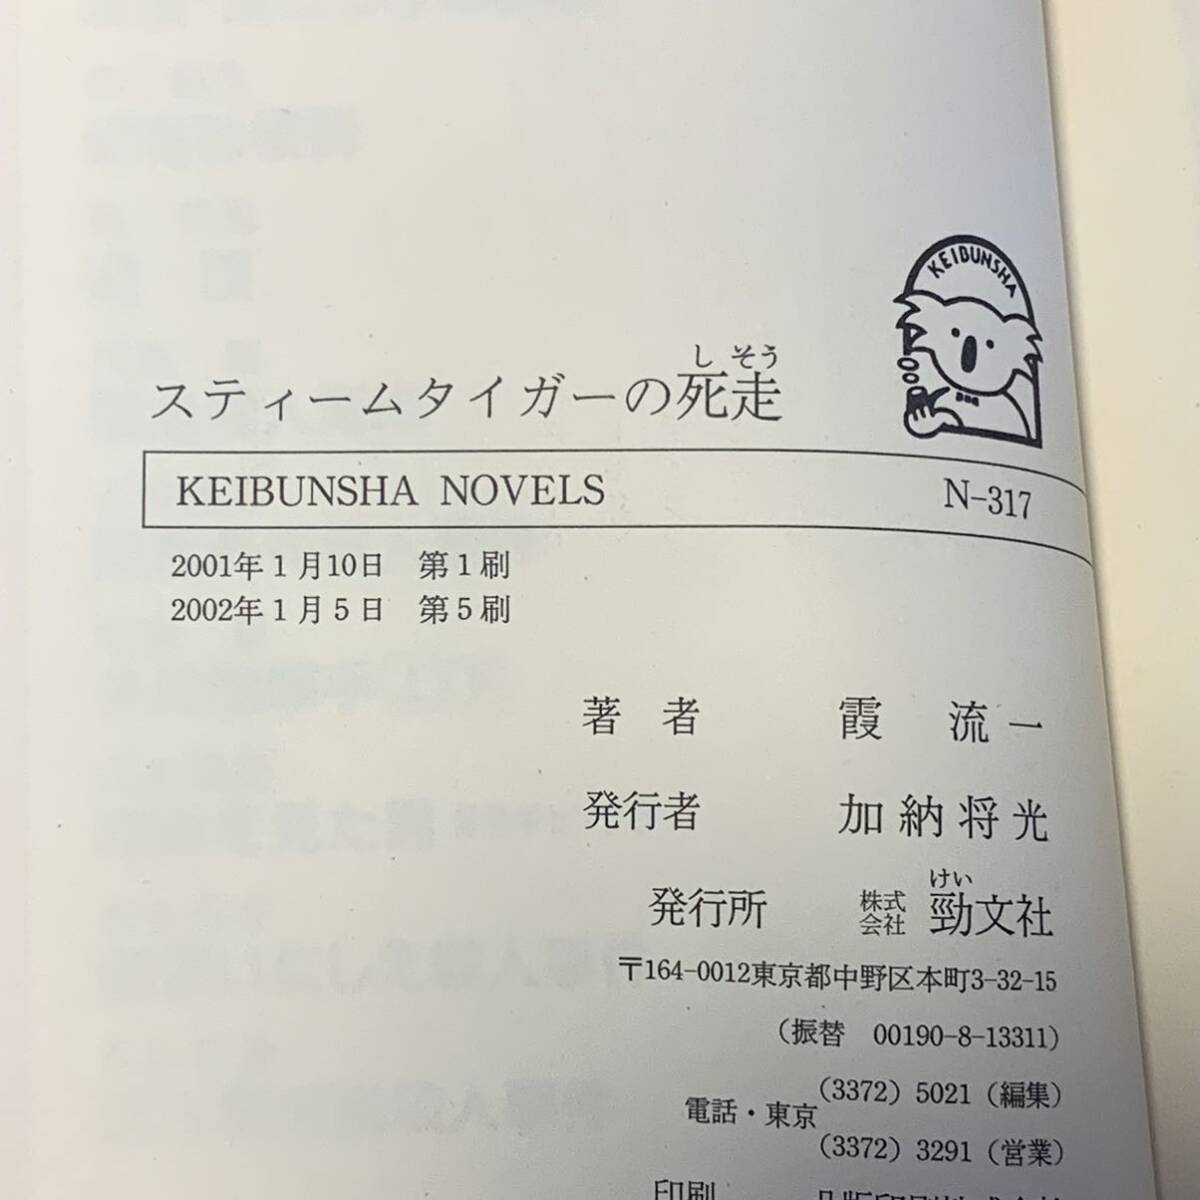 KEIBUNSHA
し そう
スティームタイガーの死走
KEIBUNSHA NOVELS N-317
2001年1月10日 第1刷
2002年1月5日 第5刷
著 者 霞 流一
発行者 加納将光
けい
発行所 株式会社 勁文社
〒164-0012東京都中野区本町3-32-15
(振替 00190-8-13311)
電話・東京 (3372) 5021 (編集)
(3372) 3291 (営業)
印刷